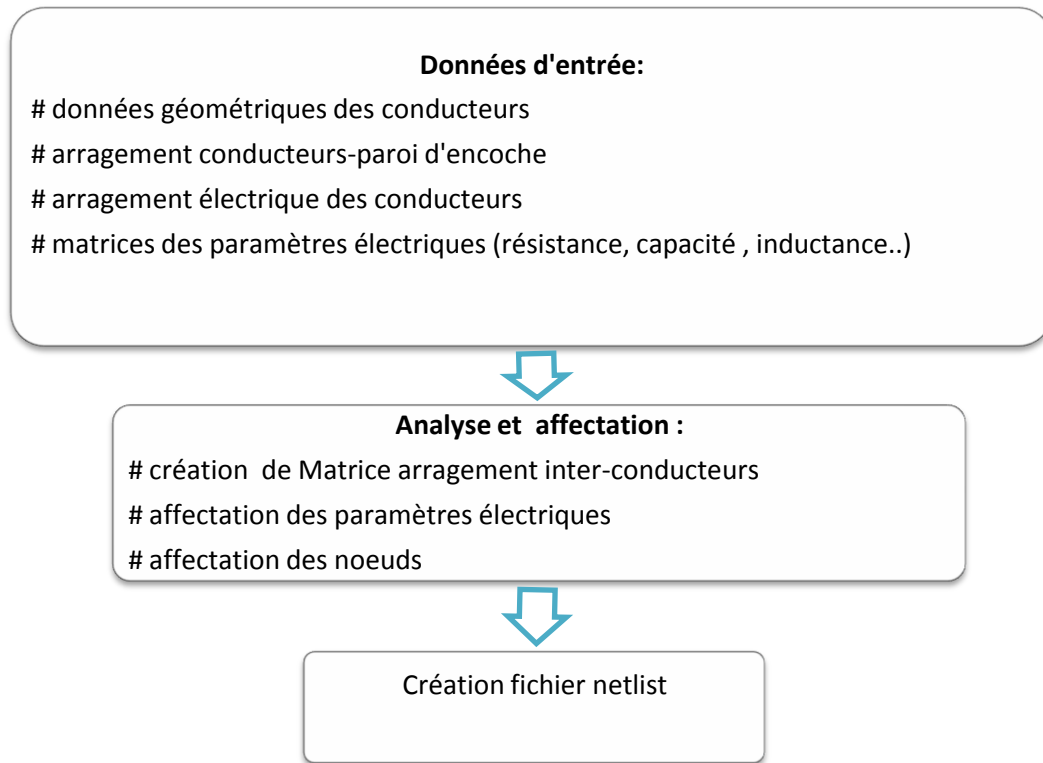 Données d'entrée:
# données géométriques des conducteurs
# arragement conducteurs-paroi d'encoche
# arragement électrique des conducteurs
# matrices des paramètres électriques (résistance, capacité , inductance..)
Analyse et affectation :
# création de Matrice arragement inter-conducteurs
# affectation des paramètres électriques
# affectation des noeuds
Création fichier netlist